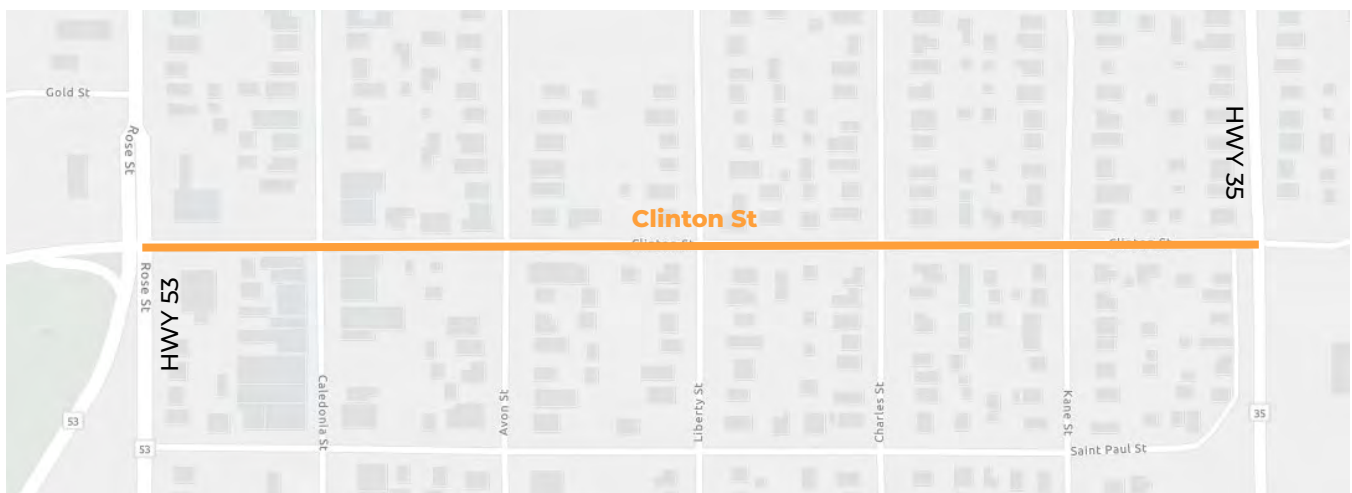 Gold St
Rose St
HWY 35
Clinton St
Clinton St
Clinton St
Rose St
HWY 53
Caledonia St
Avon St
Liberty St
Charles St
Kane St
53
35
53
Saint Paul St